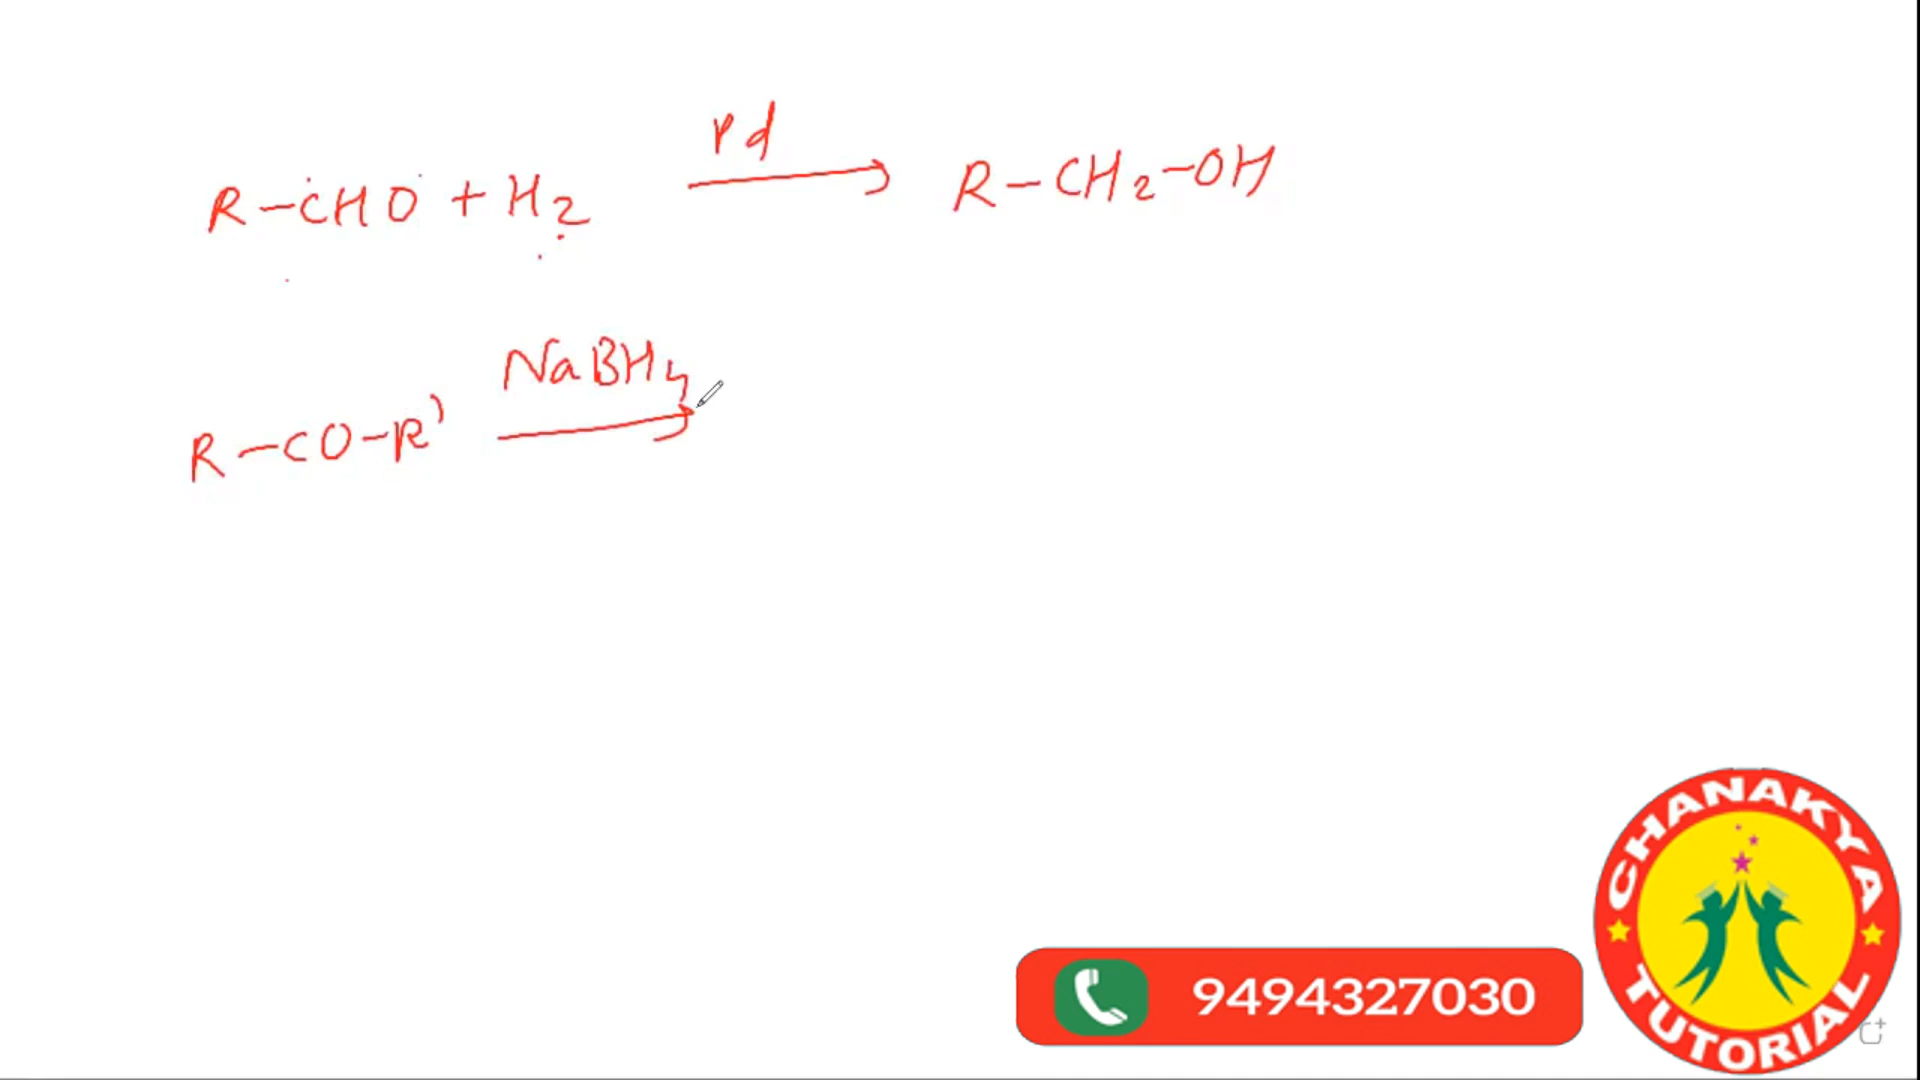 R-CHO + H2 Pd → R-CH2-OH
R-CO-R' NaBH4 →
9494327030
CHANAKYA
TUTORIAL